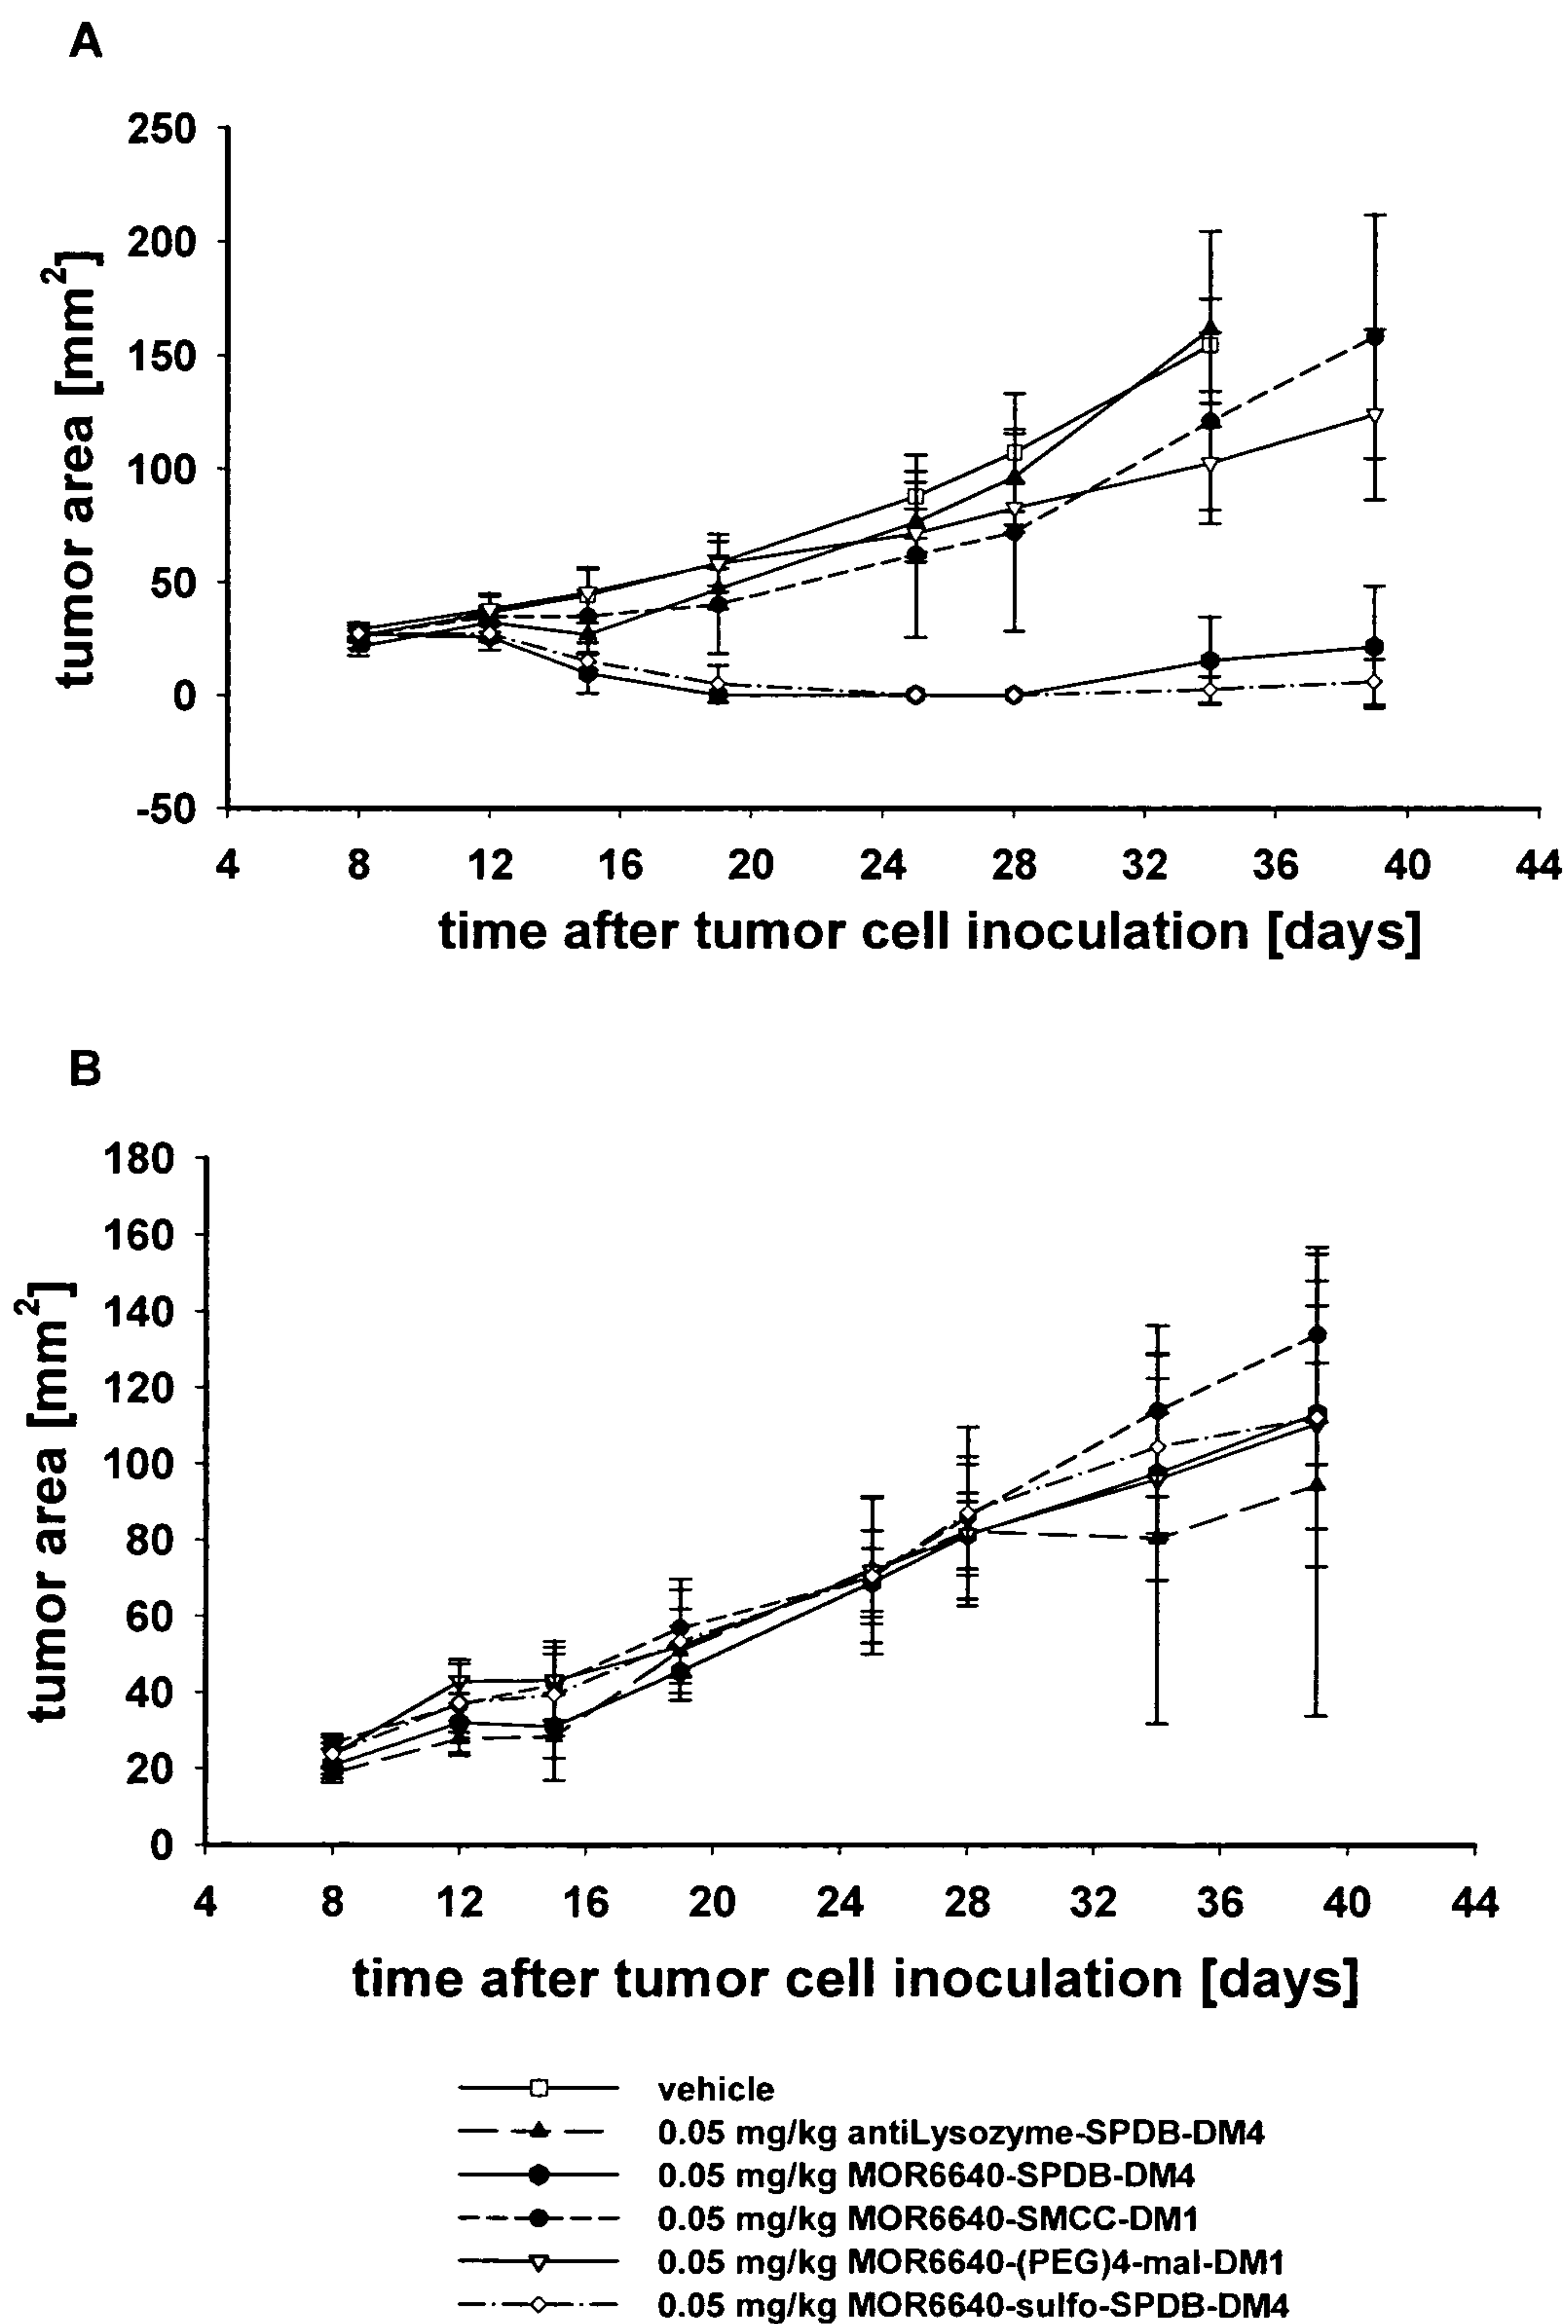 A
250
200
150
100
50
0
-50
tumor area [mm2]
4 8 12 16 20 24 28 32 36 40 44
time after tumor cell inoculation [days]
B
180
160
140
120
100
80
60
40
20
0
tumor area [mm2]
4 8 12 16 20 24 28 32 36 40 44
time after tumor cell inoculation [days]
vehicle
0.05 mg/kg antiLysozyme-SPDB-DM4
0.05 mg/kg MOR6640-SPDB-DM4
0.05 mg/kg MOR6640-SMCC-DM1
0.05 mg/kg MOR6640-(PEG)4-mal-DM1
0.05 mg/kg MOR6640-sulfo-SPDB-DM4